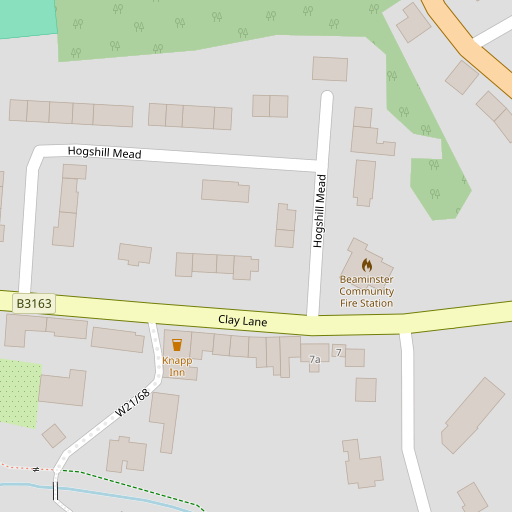 Hogshill Mead
Hogshill Mead
Beaminster
Community
Fire Station
B3163
Clay Lane
Knapp
Inn
7a
7
W21/68